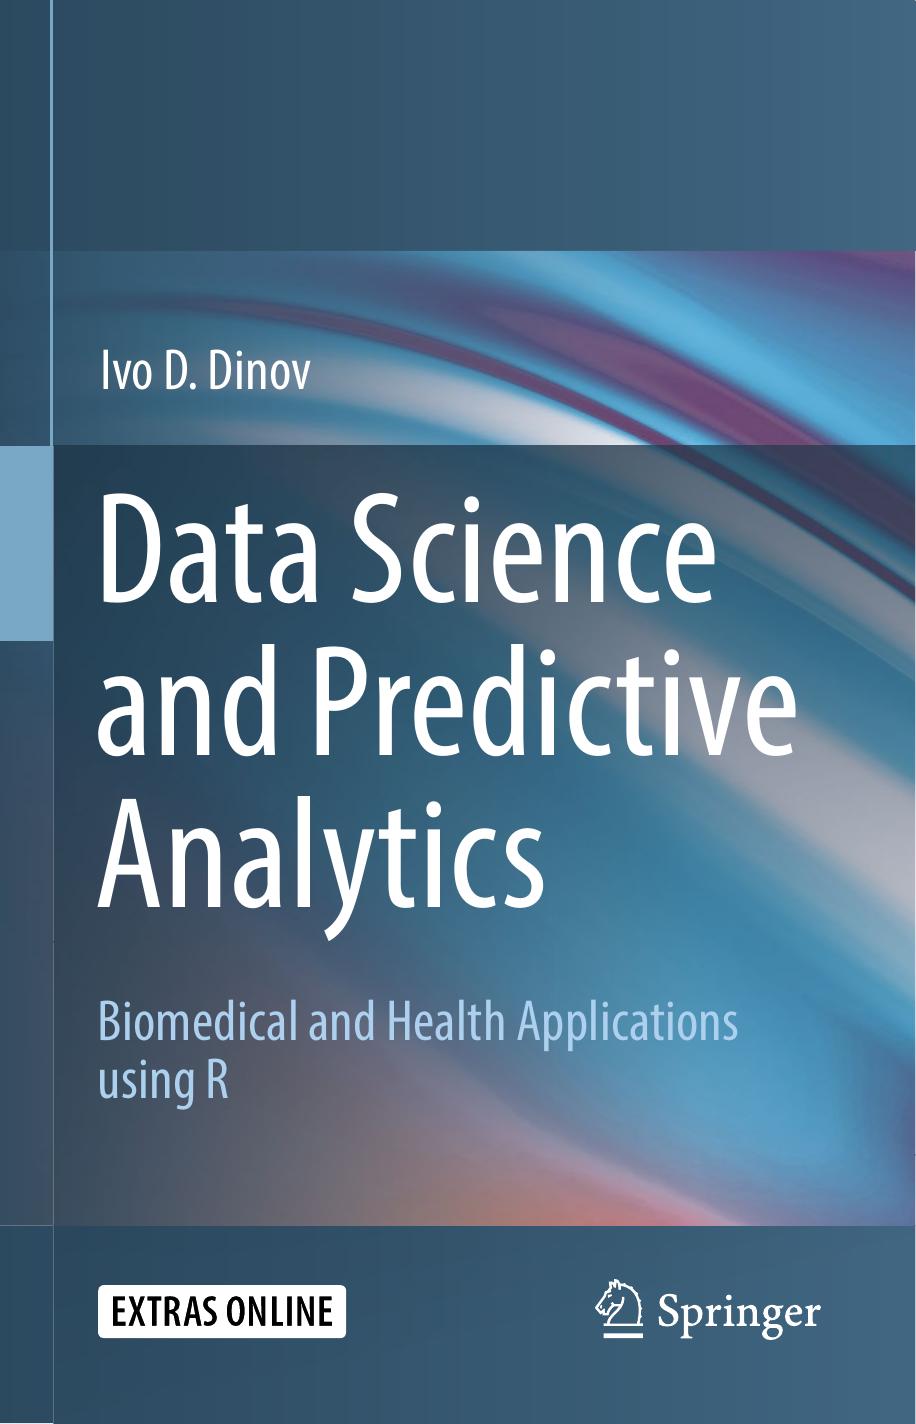 Ivo D. Dinov
Data Science
and Predictive
Analytics
Biomedical and Health Applications
using R
EXTRAS ONLINE
Springer